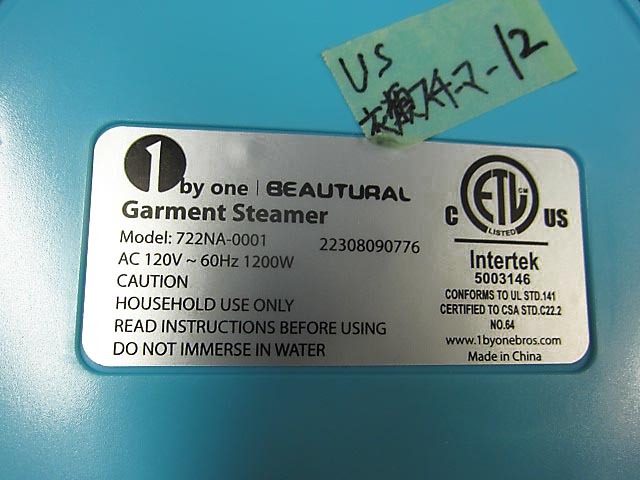 US
衣類スチーマー12
1 by one | BEAUTURAL
Garment Steamer
Model: 722NA-0001 22308090776
AC 120V ~ 60Hz 1200W
CAUTION
HOUSEHOLD USE ONLY
READ INSTRUCTIONS BEFORE USING
DO NOT IMMERSE IN WATER
ETL CM
C US
LISTED
Intertek
5003146
CONFORMS TO UL STD.141
CERTIFIED TO CSA STD.C22.2
NO.64
www.1byonebros.com
Made in China